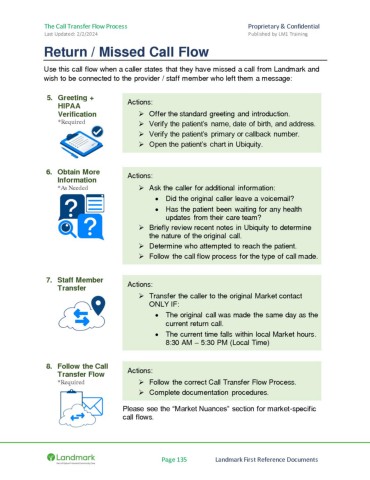 The Call Transfer Flow Process
Proprietary & Confidential
Last Updated: 2/2/2024
Published by LM1 Training
Return / Missed Call Flow
Use this call flow when a caller states that they have missed a call from Landmark and
wish to be connected to the provider / staff member who left them a message:
5. Greeting +
HIPAA
Verification
*Required
Actions:
➢ Offer the standard greeting and introduction.
➢ Verify the patient's name, date of birth, and address.
➢ Verify the patient's primary or callback number.
➢ Open the patient's chart in Ubiquity.
6. Obtain More
Information
*As Needed
Actions:
➢ Ask the caller for additional information:
• Did the original caller leave a voicemail?
• Has the patient been waiting for any health
updates from their care team?
➢ Briefly review recent notes in Ubiquity to determine
the nature of the original call.
➢ Determine who attempted to reach the patient.
➢ Follow the call flow process for the type of call made.
7. Staff Member
Transfer
Actions:
➢ Transfer the caller to the original Market contact
ONLY IF:
• The original call was made the same day as the
current return call.
• The current time falls within local Market hours.
8:30 AM – 5:30 PM (Local Time)
8. Follow the Call
Transfer Flow
*Required
Actions:
➢ Follow the correct Call Transfer Flow Process.
➢ Complete documentation procedures.
Please see the "Market Nuances" section for market-specific
call flows.
Landmark
Page 135
Landmark First Reference Documents